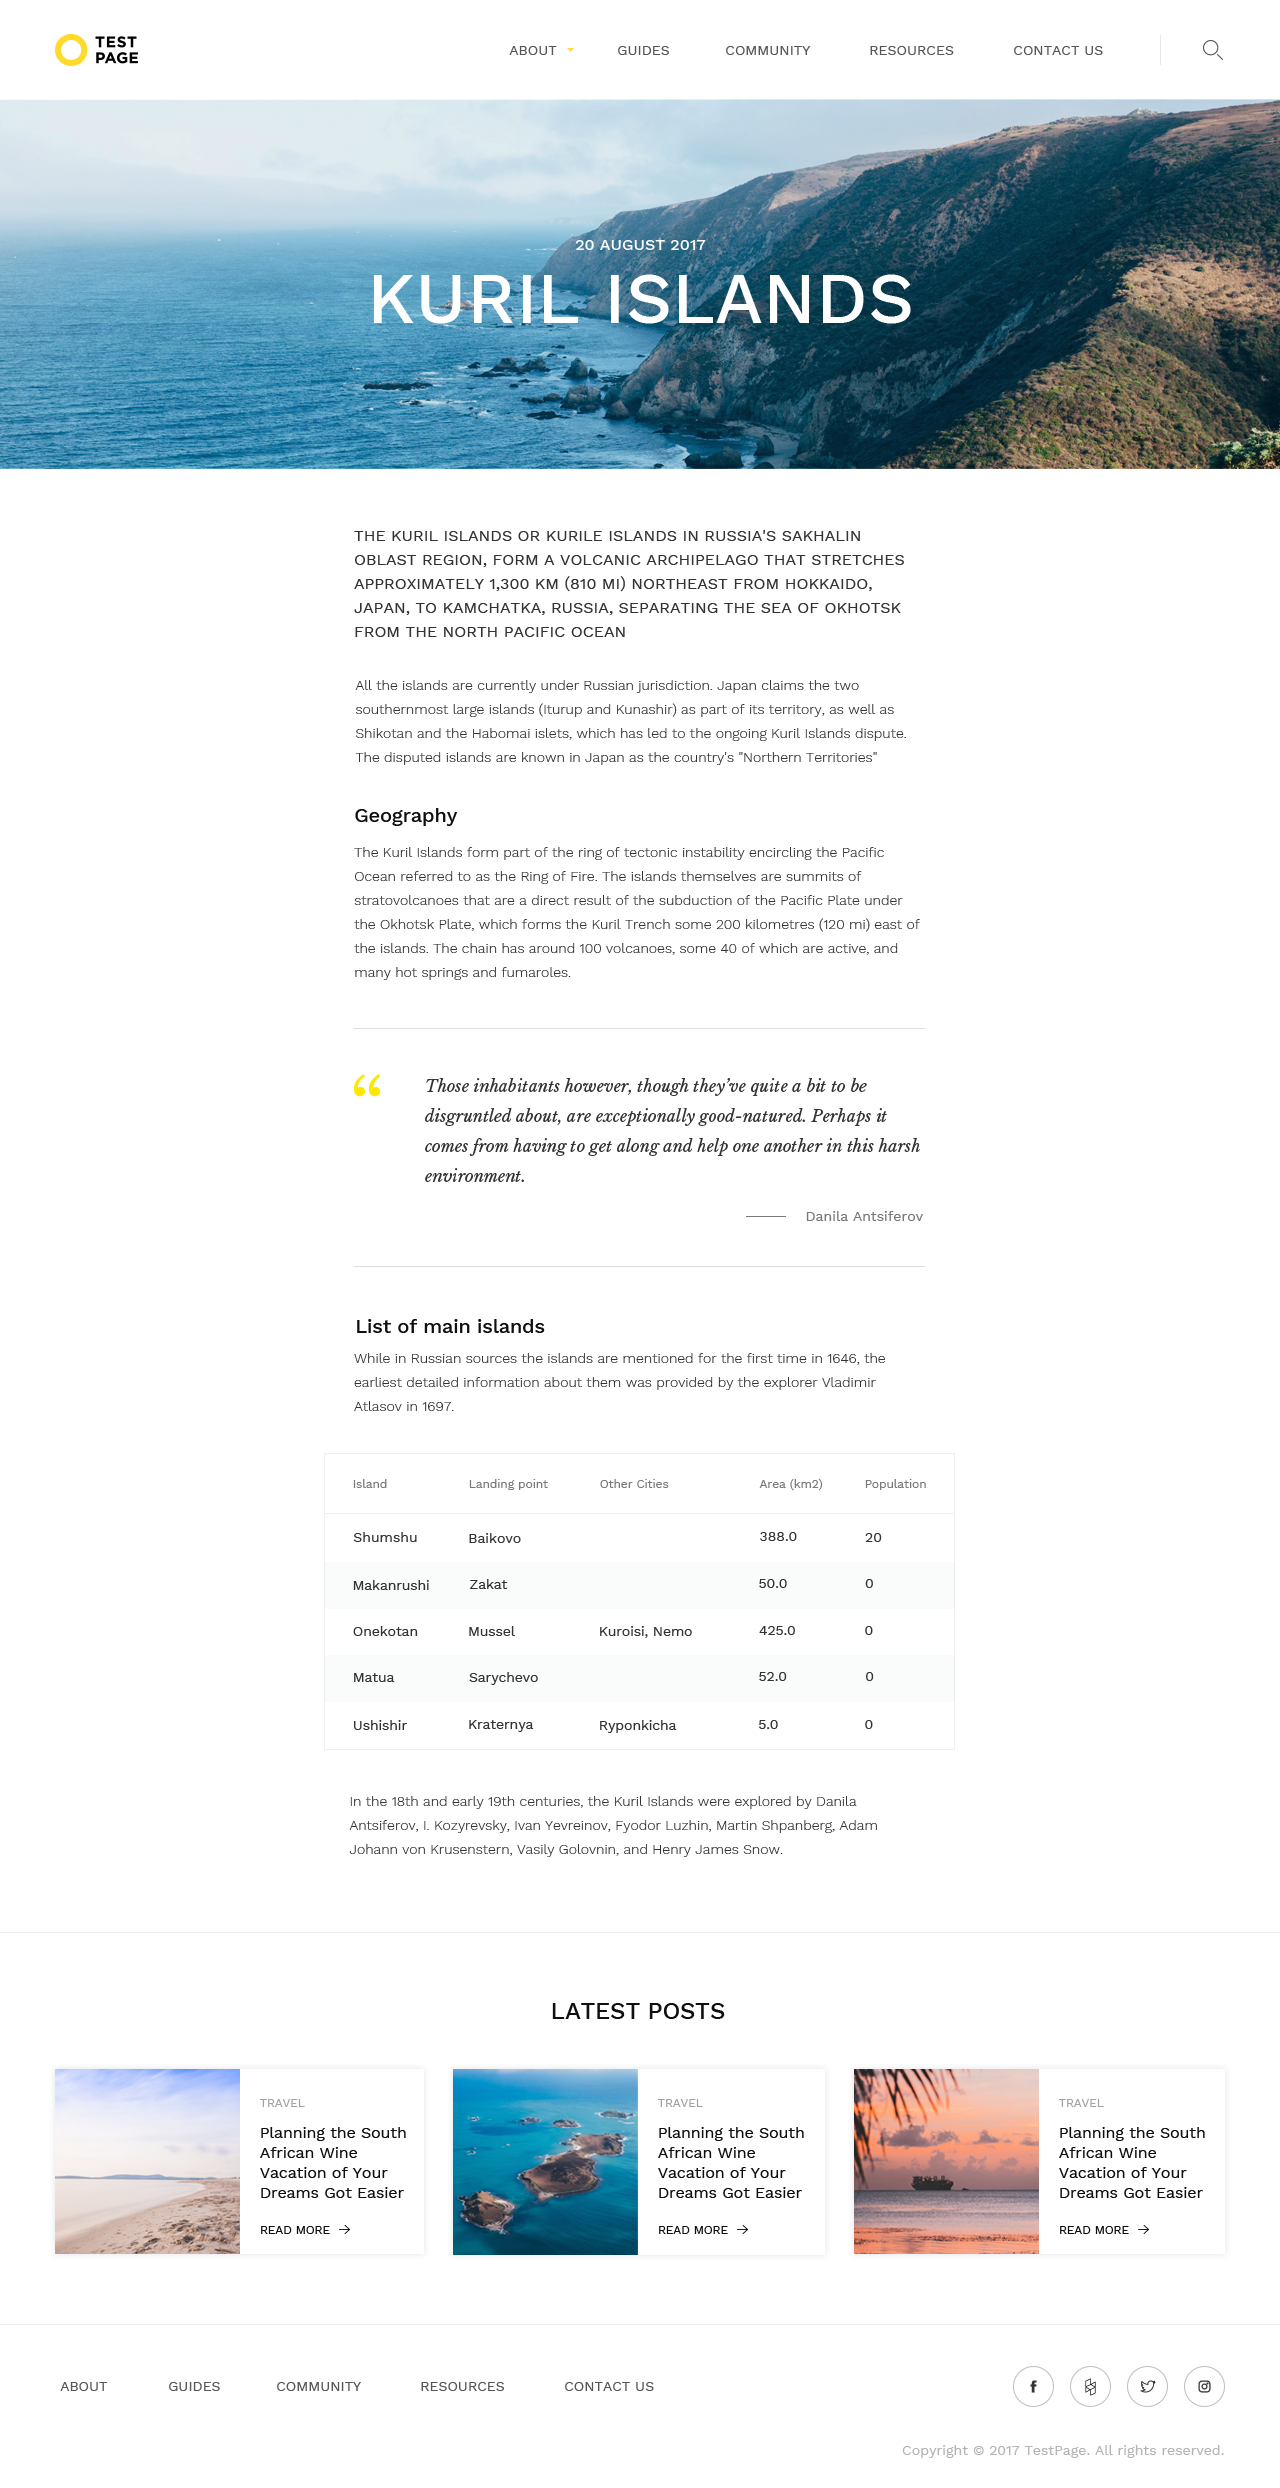 TEST
PAGE
ABOUT GUIDES COMMUNITY RESOURCES CONTACT US
20 AUGUST 2017
KURIL ISLANDS
THE KURIL ISLANDS OR KURILE ISLANDS IN RUSSIA'S SAKHALIN
OBLAST REGION, FORM A VOLCANIC ARCHIPELAGO THAT STRETCHES
APPROXIMATELY 1,300 KM (810 MI) NORTHEAST FROM HOKKAIDO,
JAPAN, TO KAMCHATKA, RUSSIA, SEPARATING THE SEA OF OKHOTSK
FROM THE NORTH PACIFIC OCEAN
All the islands are currently under Russian jurisdiction. Japan claims the two
southernmost large islands (Iturup and Kunashir) as part of its territory, as well as
Shikotan and the Habomai islets, which has led to the ongoing Kuril Islands dispute.
The disputed islands are known in Japan as the country's "Northern Territories"
Geography
The Kuril Islands form part of the ring of tectonic instability encircling the Pacific
Ocean referred to as the Ring of Fire. The islands themselves are summits of
stratovolcanoes that are a direct result of the subduction of the Pacific Plate under
the Okhotsk Plate, which forms the Kuril Trench some 200 kilometres (120 mi) east of
the islands. The chain has around 100 volcanoes, some 40 of which are active, and
many hot springs and fumaroles.
“ Those inhabitants however, though they’ve quite a bit to be
disgruntled about, are exceptionally good-natured. Perhaps it
comes from having to get along and help one another in this harsh
environment.
Danila Antsiferov
List of main islands
While in Russian sources the islands are mentioned for the first time in 1646, the
earliest detailed information about them was provided by the explorer Vladimir
Atlasov in 1697.
Island Landing point Other Cities Area (km2) Population
Shumshu Baikovo 388.0 20
Makanrushi Zakat 50.0 0
Onekotan Mussel Kuroisi, Nemo 425.0 0
Matua Sarychevo 52.0 0
Ushishir Kraternya Ryponkicha 5.0 0
In the 18th and early 19th centuries, the Kuril Islands were explored by Danila
Antsiferov, I. Kozyrevsky, Ivan Yevreinov, Fyodor Luzhin, Martin Shpanberg, Adam
Johann von Krusenstern, Vasily Golovnin, and Henry James Snow.
LATEST POSTS
TRAVEL
Planning the South
African Wine
Vacation of Your
Dreams Got Easier
READ MORE
TRAVEL
Planning the South
African Wine
Vacation of Your
Dreams Got Easier
READ MORE
TRAVEL
Planning the South
African Wine
Vacation of Your
Dreams Got Easier
READ MORE
ABOUT GUIDES COMMUNITY RESOURCES CONTACT US
Copyright © 2017 TestPage. All rights reserved.